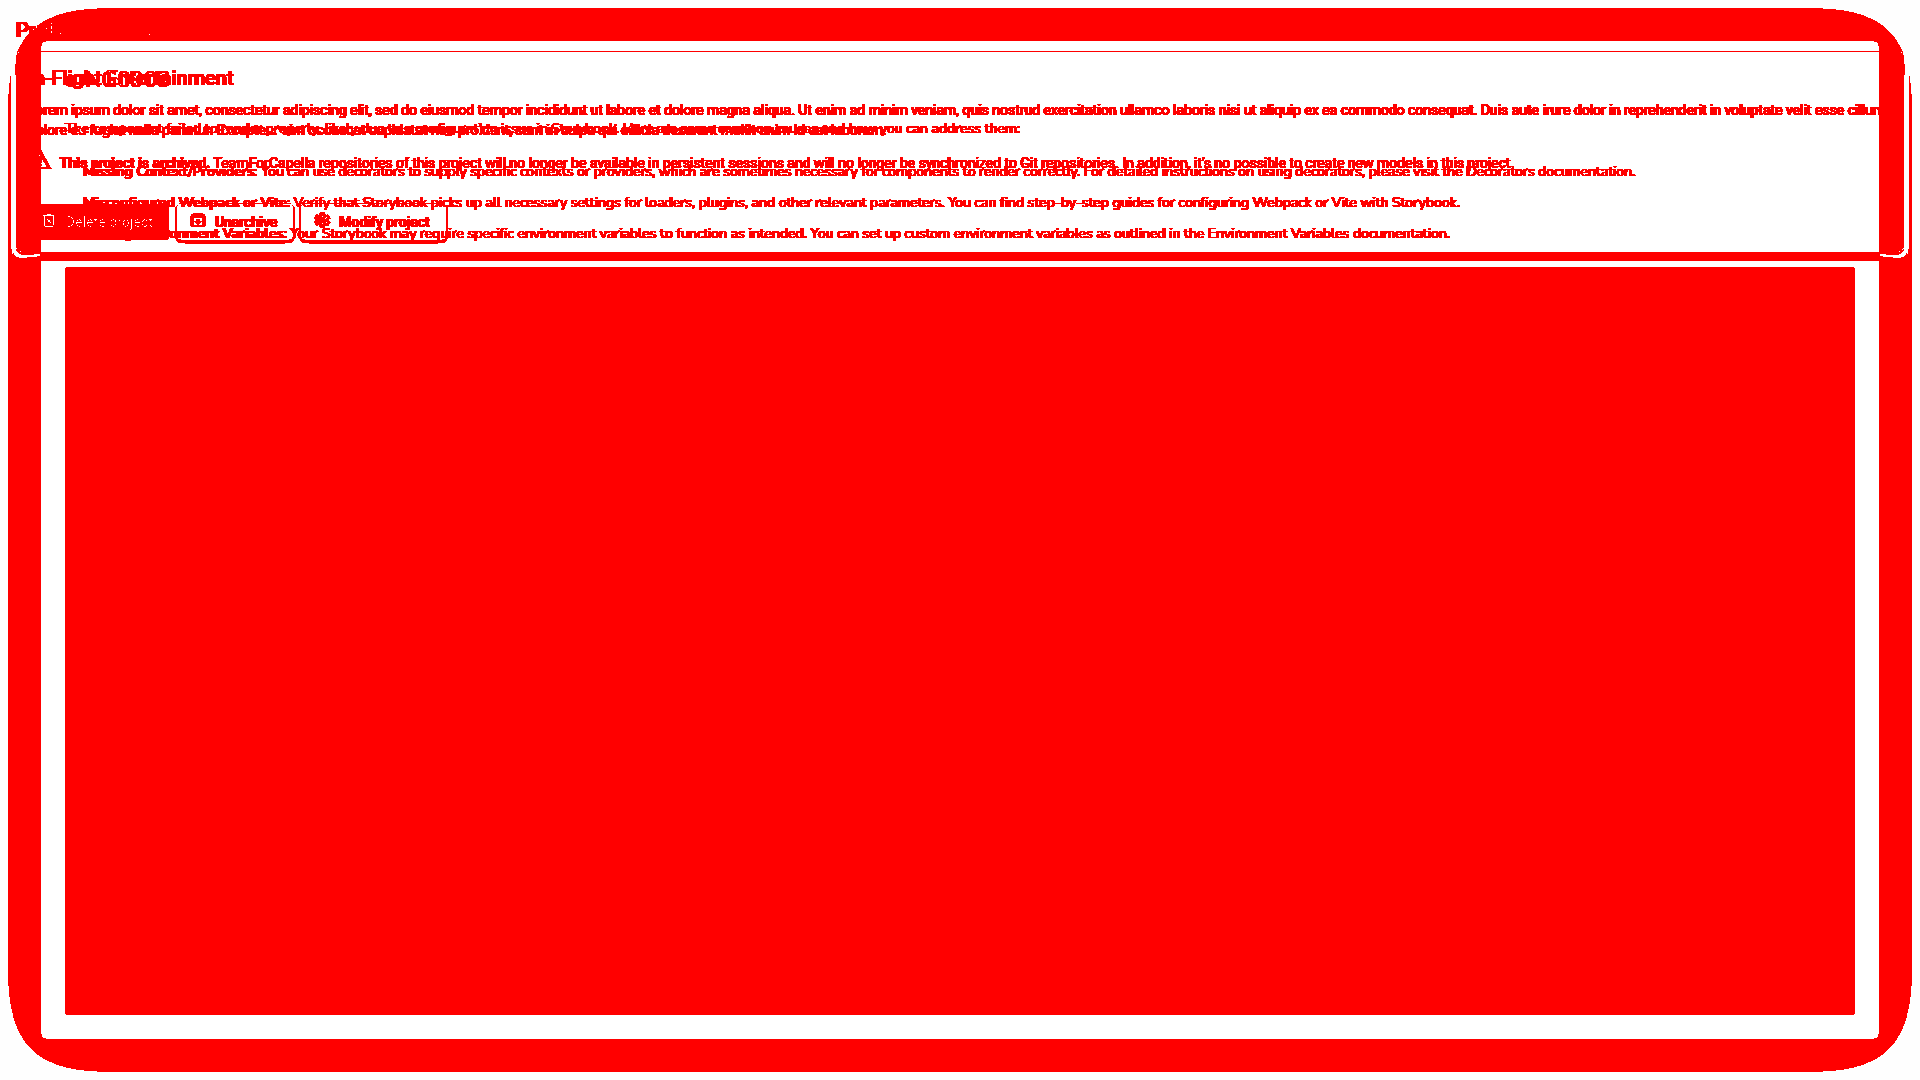 Flight Entertainment
ipsum dolor sit amet, consectetur adipiscing elit, sed do eiusmod tempor incididunt ut labore et dolore magna aliqua. Ut enim ad minim veniam, quis nostrud exercitation ullamco laboris nisi ut aliquip ex ea commodo consequat. Duis aute irure dolor in reprehenderit in voluptate velit esse cillum
you can address them:
This project is archived. TeamForCapella repositories of this project will no longer be available in persistent sessions and will no longer be synchronized to Git repositories. In addition, it's no possible to create new models in this project.
Missing Context/Providers: You can use decorators to supply specific contexts or providers, which are sometimes necessary for components to render correctly. For detailed instructions on using decorators, please visit the Decorators documentation.
Misconfigured Webpack or Vite: Verify that Storybook picks up all necessary settings for loaders, plugins, and other relevant parameters. You can find step-by-step guides for configuring Webpack or Vite with Storybook.
Delete project Unarchive Modify project
Environment Variables: Your Storybook may require specific environment variables to function as intended. You can set up custom environment variables as outlined in the Environment Variables documentation.